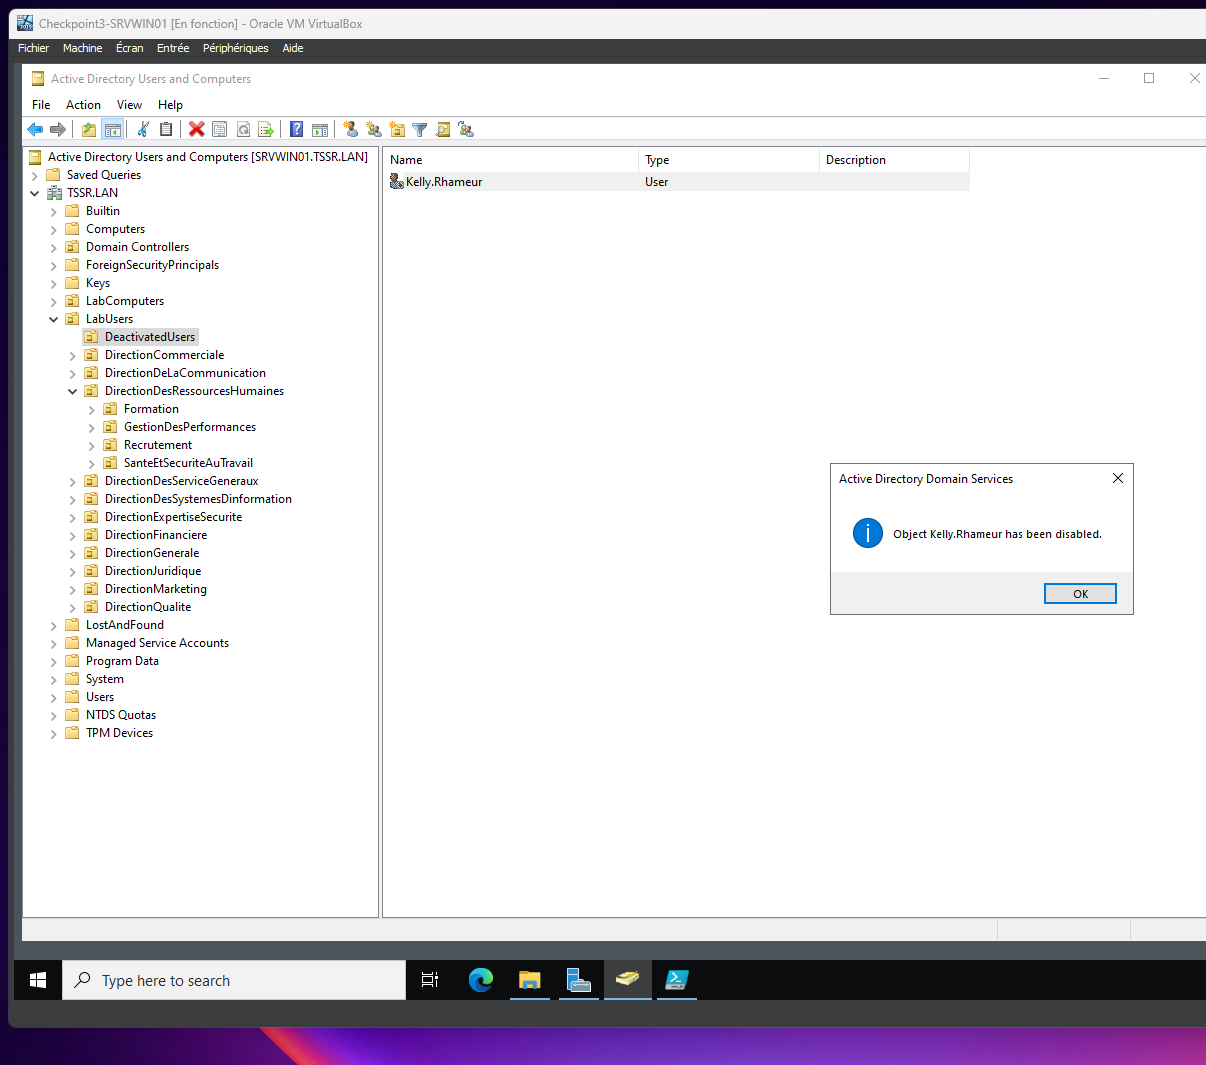 Checkpoint3-SRVWIN01 [En fonction] - Oracle VM VirtualBox
Fichier Machine Écran Entrée Périphériques Aide
Active Directory Users and Computers
File Action View Help
Active Directory Users and Computers [SRVWIN01.TSSR.LAN]
Saved Queries
TSSR.LAN
Builtin
Computers
Domain Controllers
ForeignSecurityPrincipals
Keys
LabComputers
LabUsers
DeactivatedUsers
DirectionCommerciale
DirectionDeLaCommunication
DirectionDesRessourcesHumaines
Formation
GestionDesPerformances
Recrutement
SanteEtSecuriteAuTravail
DirectionDesServiceGeneraux
DirectionDesSystemesDinformation
DirectionExpertiseSecurite
DirectionFinanciere
DirectionGenerale
DirectionJuridique
DirectionMarketing
DirectionQualite
LostAndFound
Managed Service Accounts
Program Data
System
Users
NTDS Quotas
TPM Devices
Name Type Description
Kelly.Rhameur User
Active Directory Domain Services
Object Kelly.Rhameur has been disabled.
OK
Type here to search